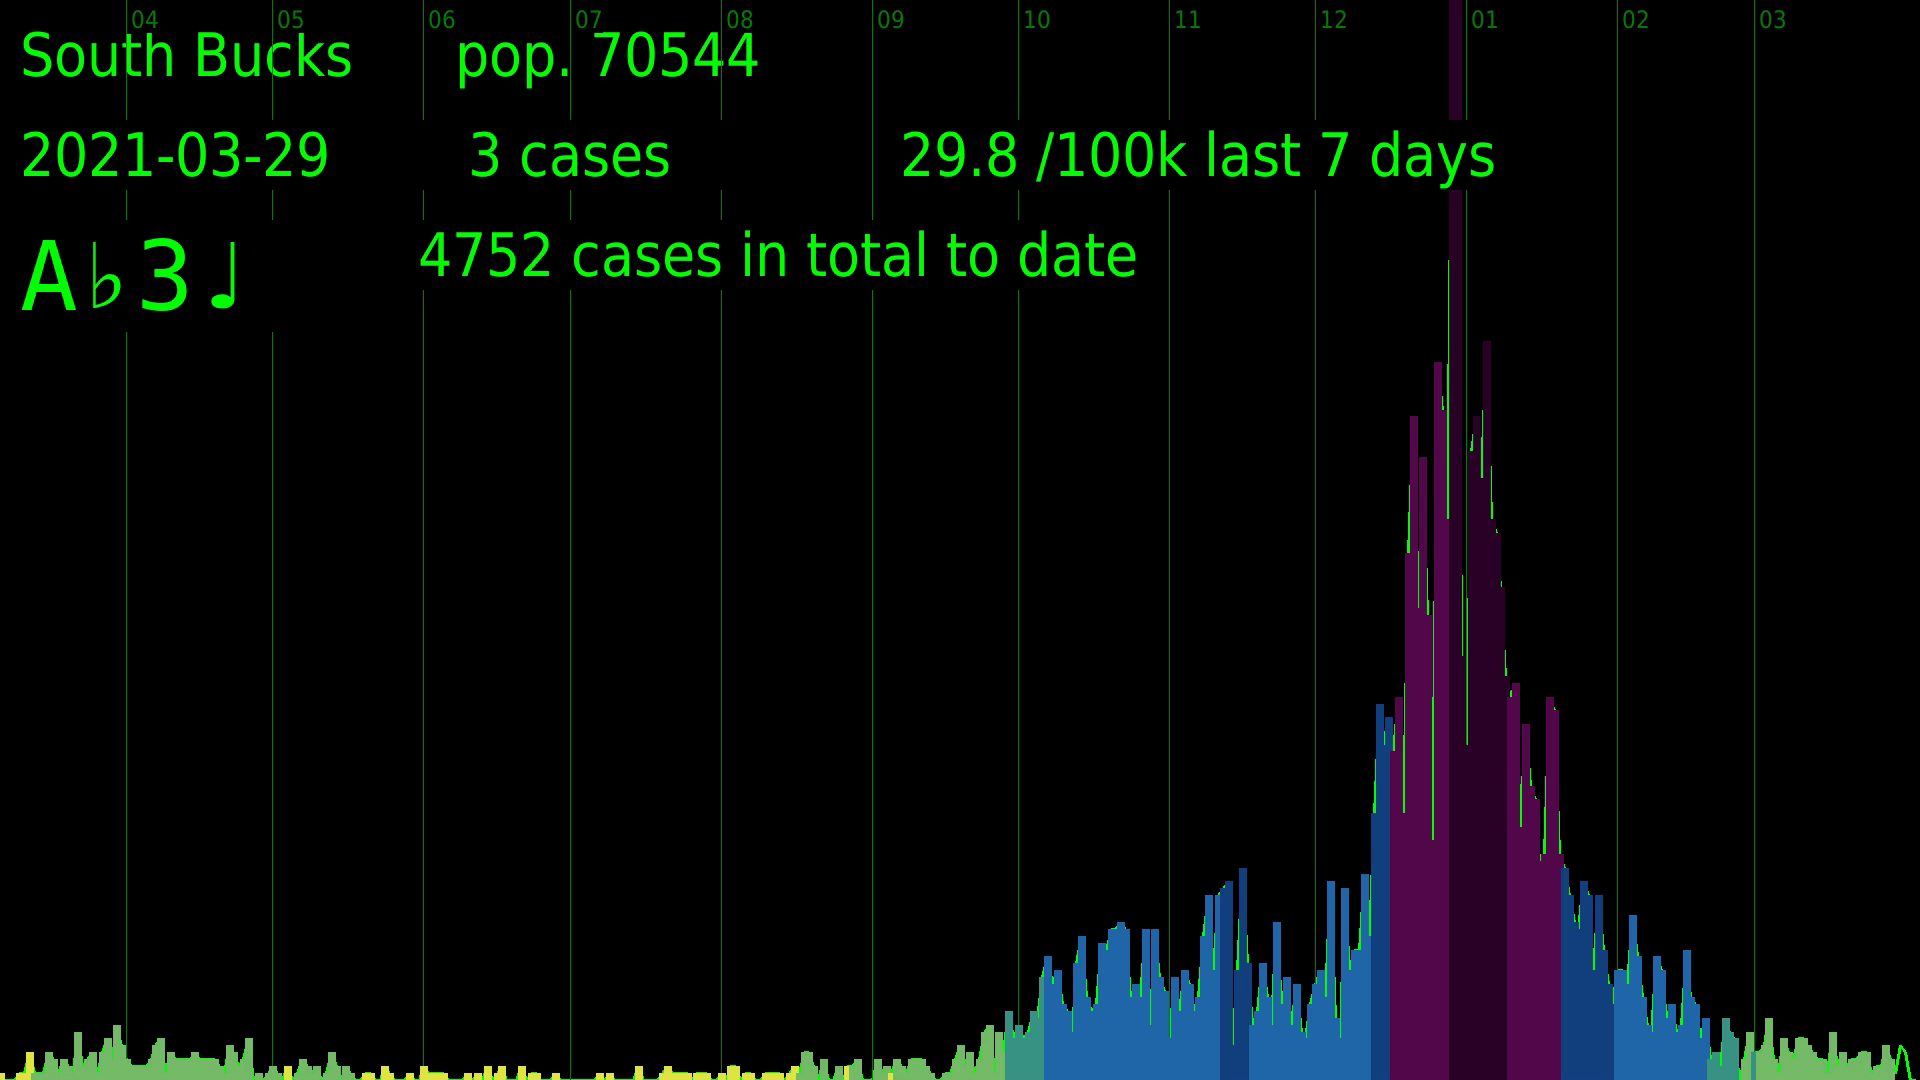 04 05 06 07 08 09 10 11 12 01 02 03
South Bucks pop. 70544
2021-03-29 3 cases 29.8 /100k last 7 days
A♭3♩ 4752 cases in total to date